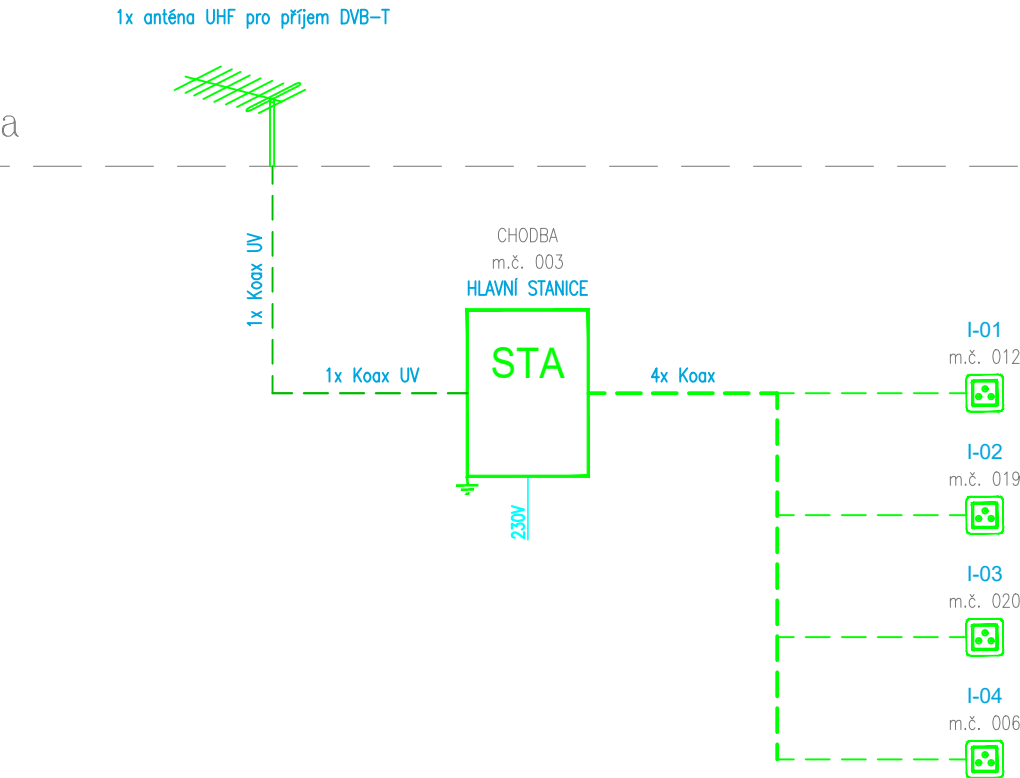 1x anténa UHF pro příjem DVB-T
a
1x Koax UV
CHODBA
m.č. 003
HLAVNÍ STANICE
STA
1x Koax UV
4x Koax
230V
I-01
m.č. 012
I-02
m.č. 019
I-03
m.č. 020
I-04
m.č. 006